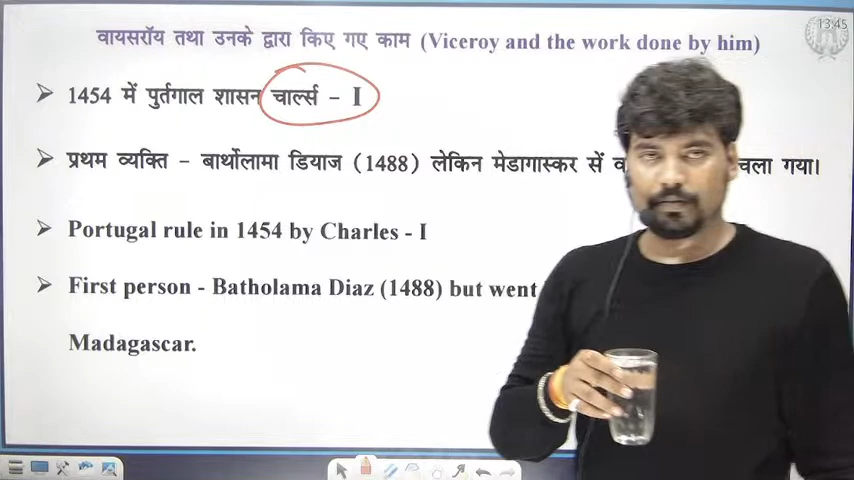 13:45
वायसरॉय तथा उनके द्वारा किए गए काम (Viceroy and the work done by him)
1454 में पुर्तगाल शासन चार्ल्स - I
प्रथम व्यक्ति - बार्थोलामा डियाज (1488) लेकिन मेडागास्कर सें चला गया।
Portugal rule in 1454 by Charles - I
First person - Batholama Diaz (1488) but went
Madagascar.